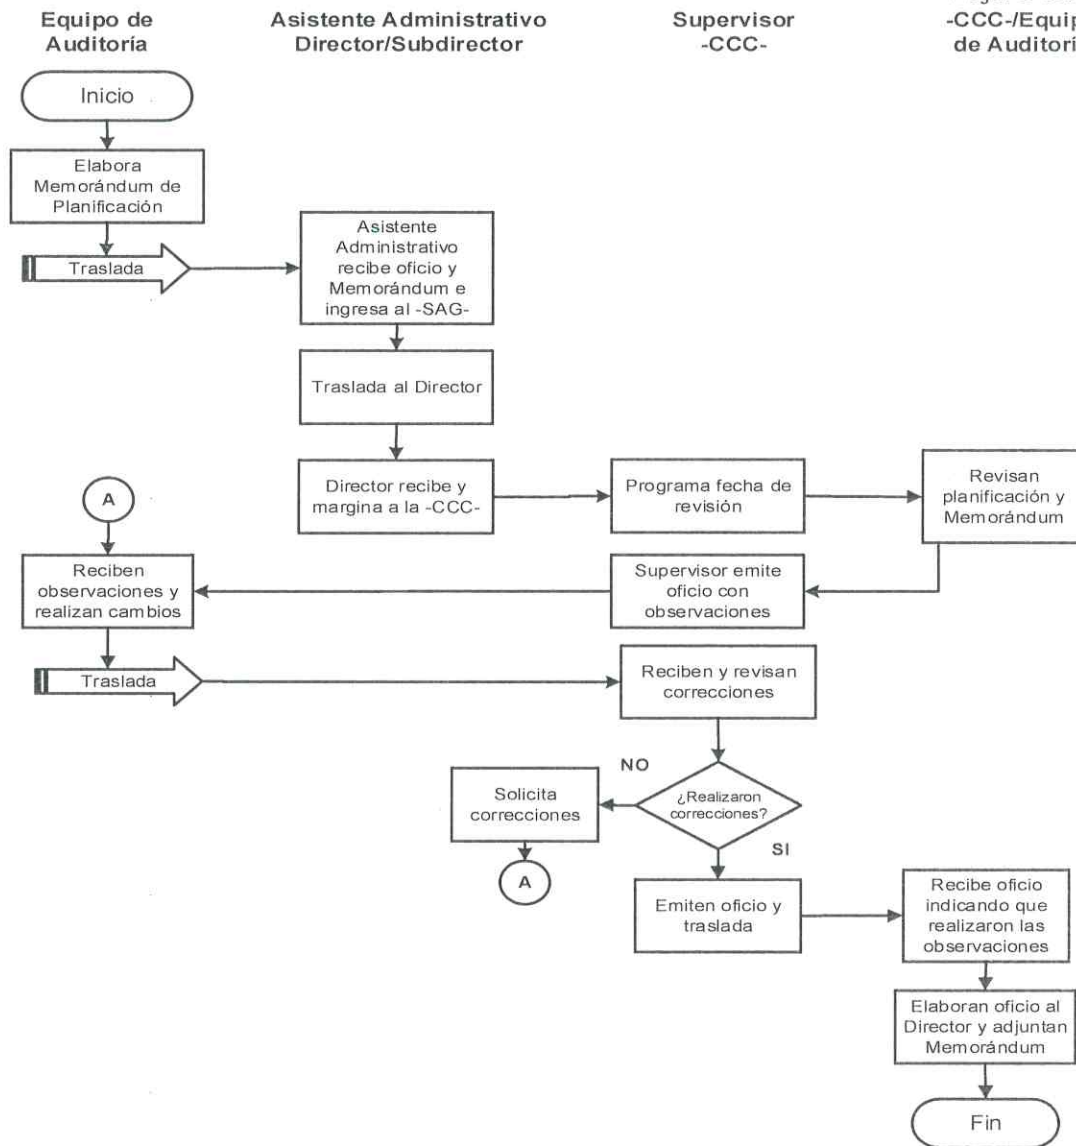 Equipo de
Auditoría
Asistente Administrativo
Director/Subdirector
Supervisor
-CCC-
-CCC-/Equip
de Auditorí
Inicio
Elabora
Memorándum de
Planificación
Traslada
Asistente
Administrativo
recibe oficio y
Memorándum e
ingresa al -SAG-
Traslada al Director
Director recibe y
margina a la -CCC-
Programa fecha de
revisión
Revisan
planificación y
Memorándum
A
Reciben
observaciones y
realizan cambios
Supervisor emite
oficio con
observaciones
Traslada
Reciben y revisan
correcciones
NO
¿Realizaron
correcciones?
Solicita
correcciones
SI
A
Emiten oficio y
traslada
Recibe oficio
indicando que
realizaron las
observaciones
Elaboran oficio al
Director y adjuntan
Memorándum
Fin